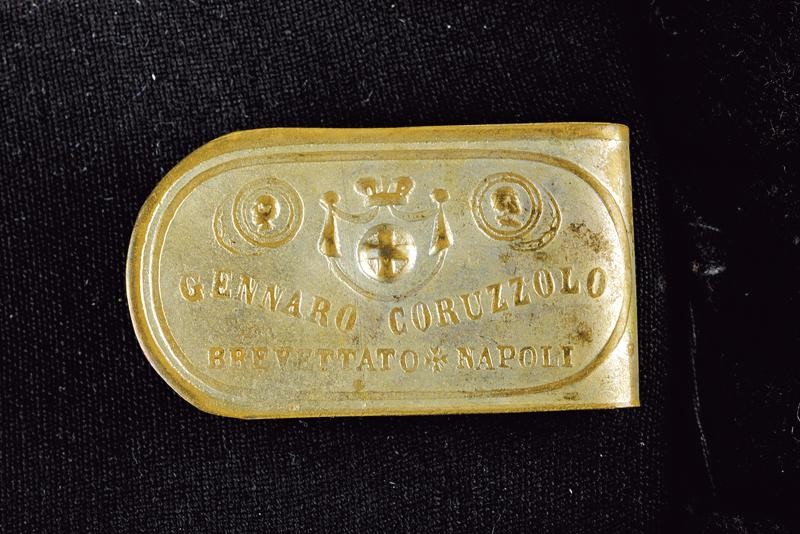 GENNARO CORUZZOLO
BREVETTATO * NAPOLI